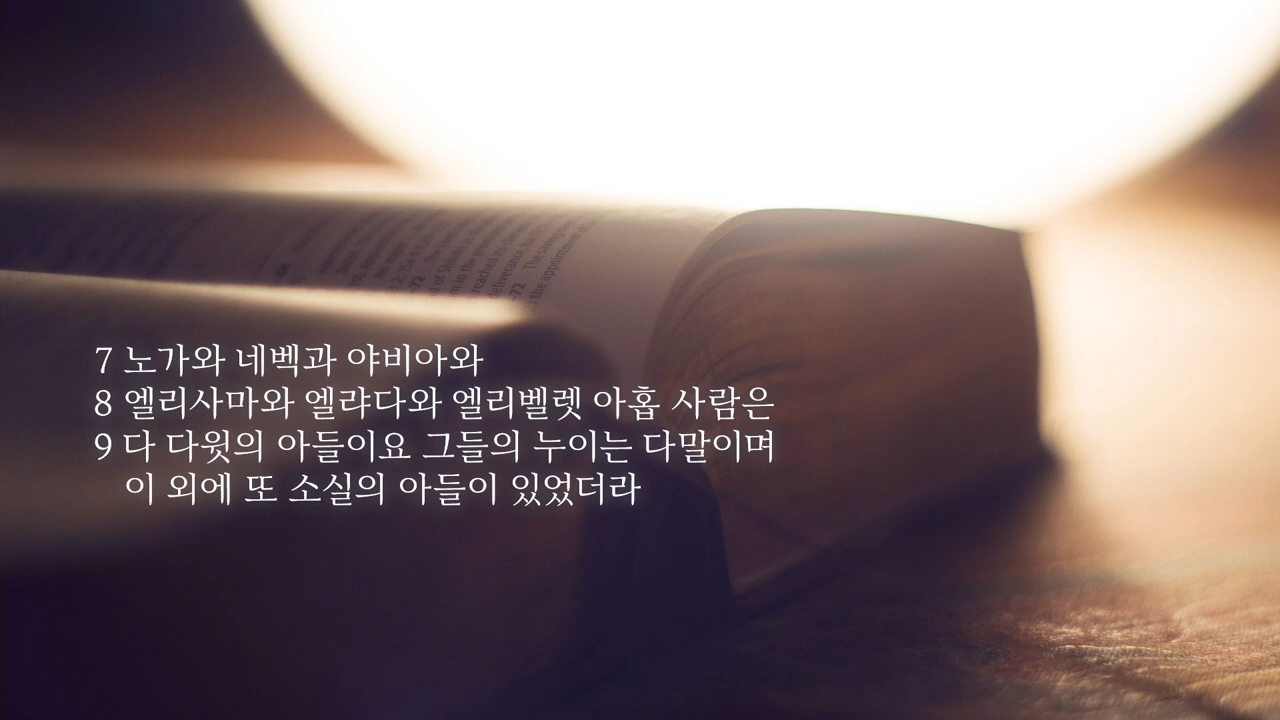 7 노가와 네벡과 야비아와
8 엘리사마와 엘랴다와 엘리벨렛 아홉 사람은
9 다 다윗의 아들이요 그들의 누이는 다말이며
이 외에 또 소실의 아들이 있었더라